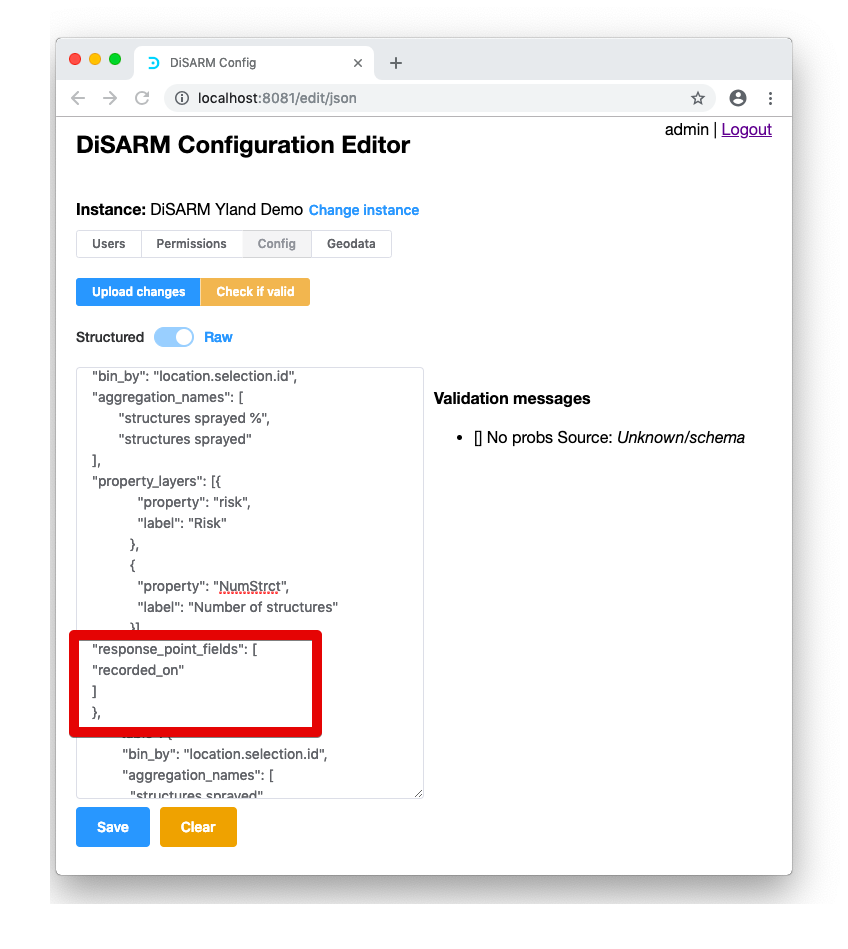 DiSARM Config
localhost:8081/edit/json
admin | Logout
DiSARM Configuration Editor
Instance: DiSARM Yland Demo Change instance
Users Permissions Config Geodata
Upload changes Check if valid
Structured Raw
"bin_by": "location.selection.id",
"aggregation_names": [
"structures sprayed %",
"structures sprayed"
],
"property_layers": [{
"property": "risk",
"label": "Risk"
},
{
"property": "NumStrct",
"label": "Number of structures"
}]
"response_point_fields": [
"recorded_on"
]
},
"bin_by": "location.selection.id",
"aggregation_names": [
"structures sprayed"
Validation messages
• [] No probs Source: Unknown/schema
Save Clear